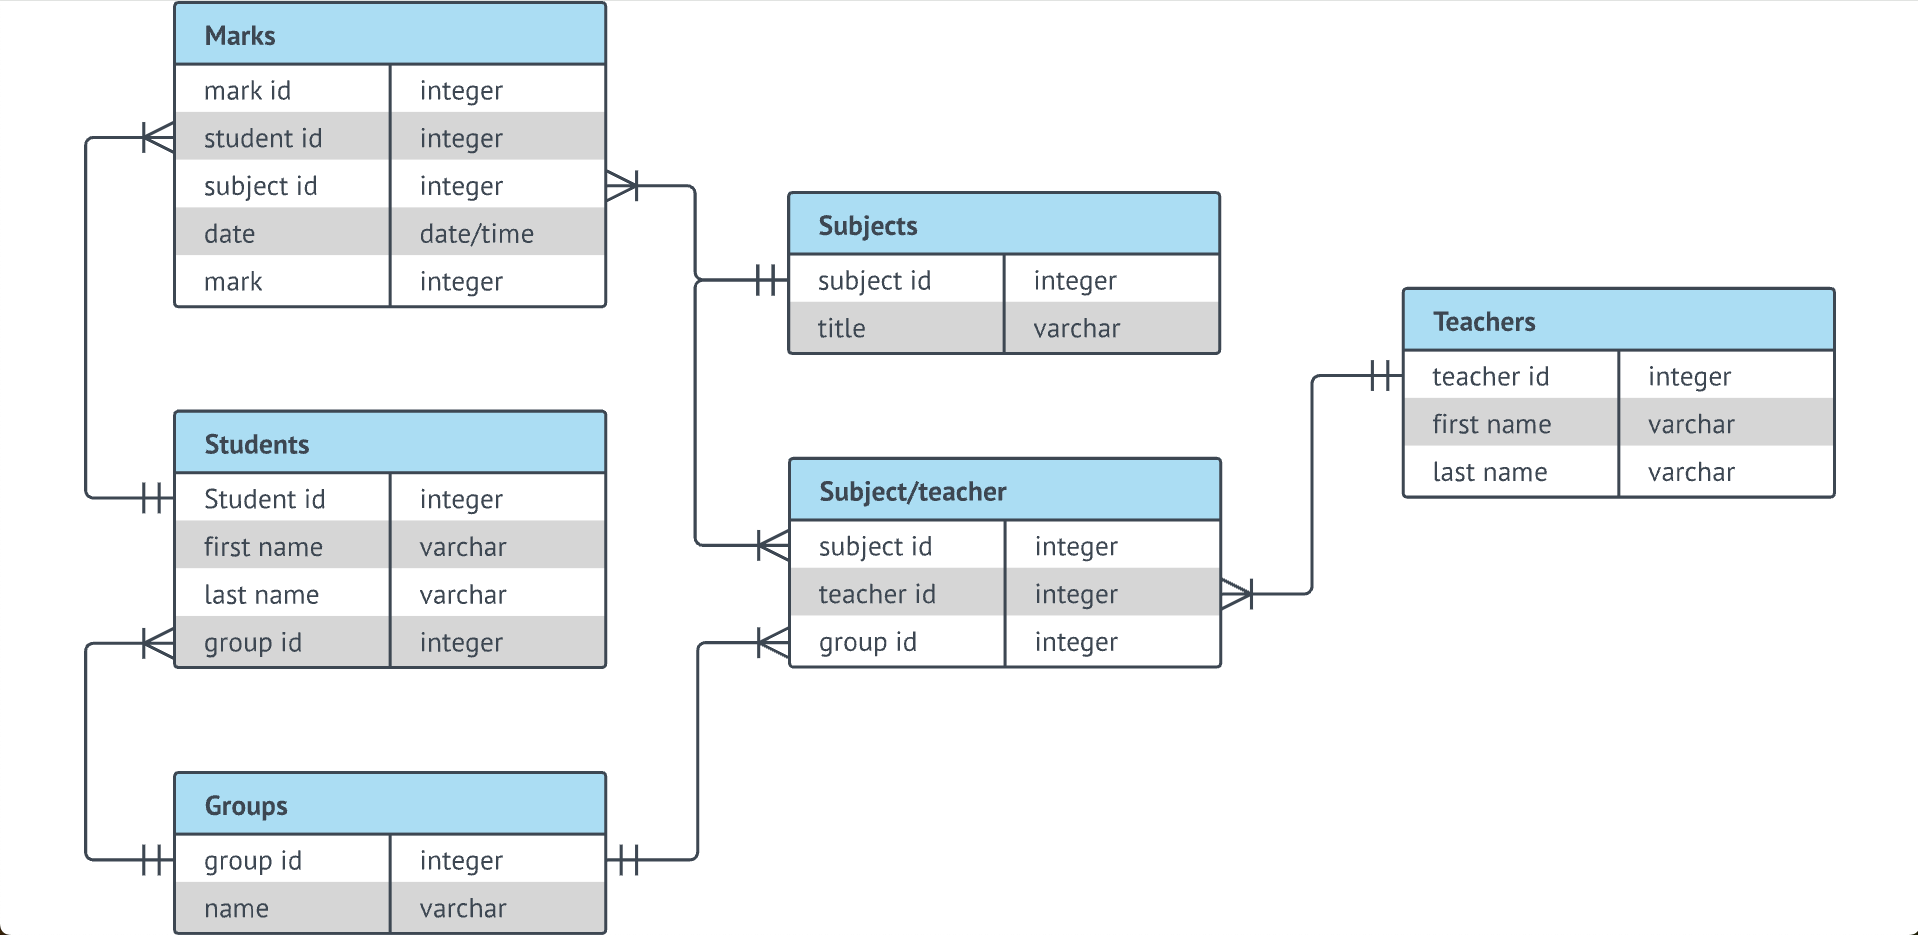 Marks
mark id integer
student id integer
subject id integer
date date/time
mark integer
Subjects
subject id integer
title varchar
Teachers
teacher id integer
first name varchar
last name varchar
Students
Student id integer
first name varchar
last name varchar
group id integer
Subject/teacher
subject id integer
teacher id integer
group id integer
Groups
group id integer
name varchar